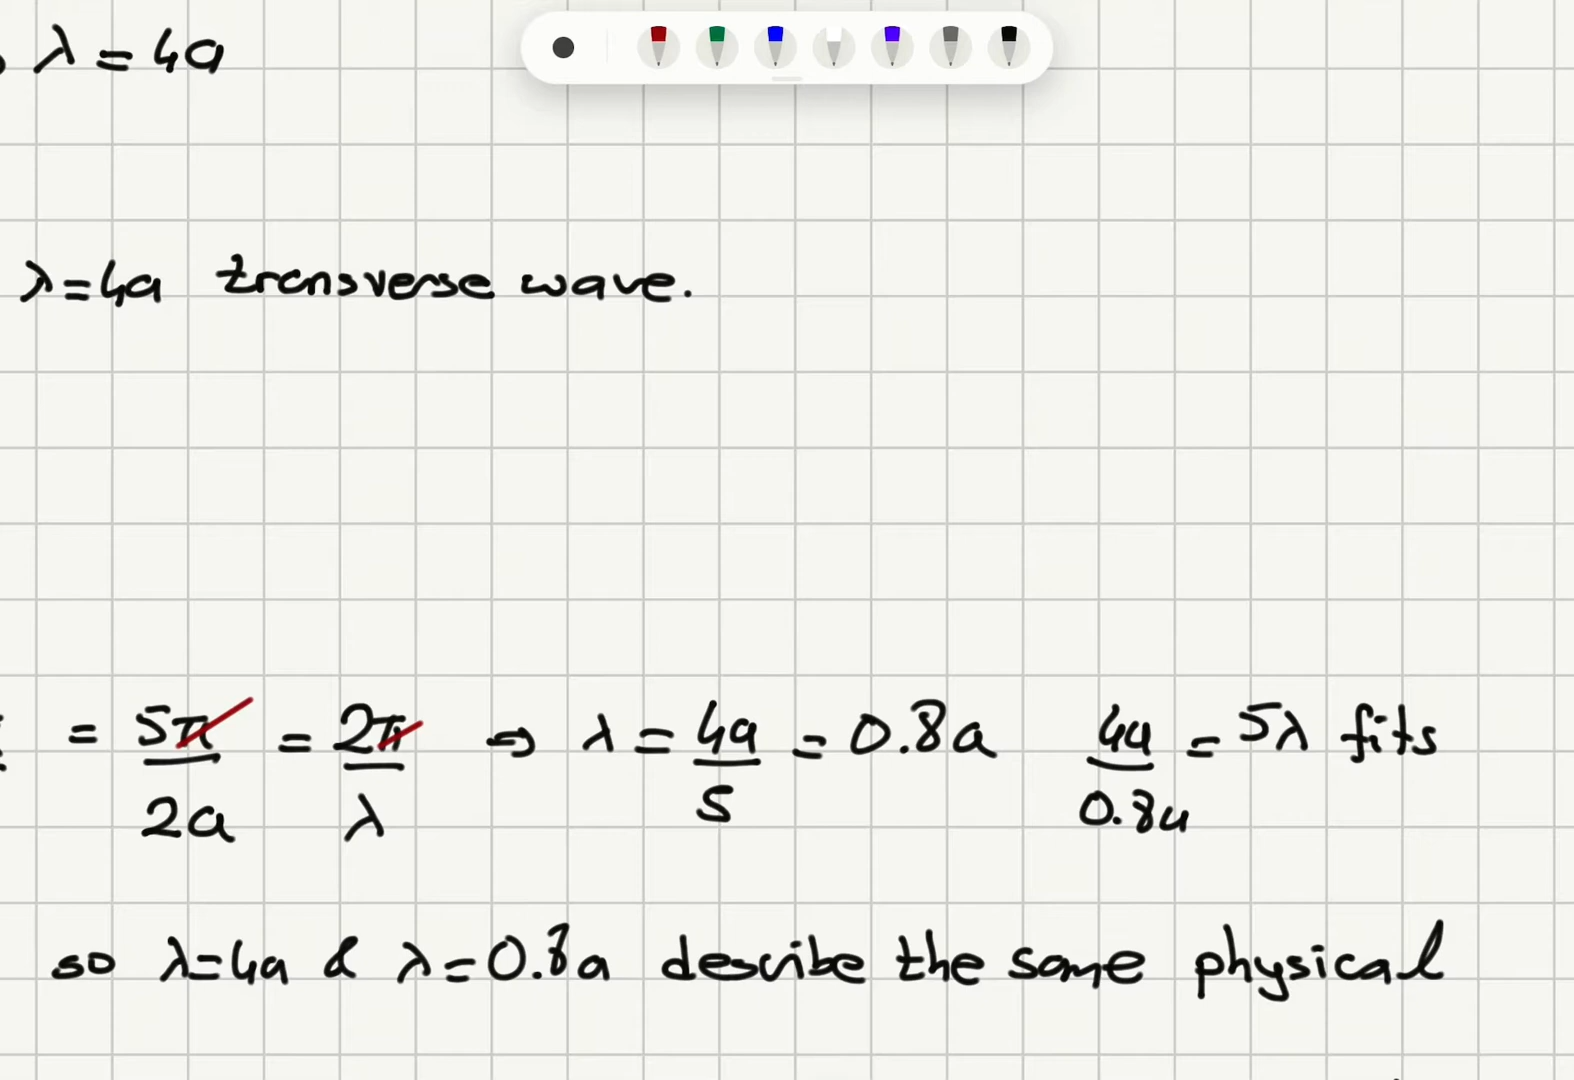 λ = 4a
λ=4a transverse wave.
= 5π/2a = 2π/λ ⇒ λ = 4a/5 = 0.8a 4a/0.8a = 5λ fits
so λ=4a & λ=0.8a describe the same physical